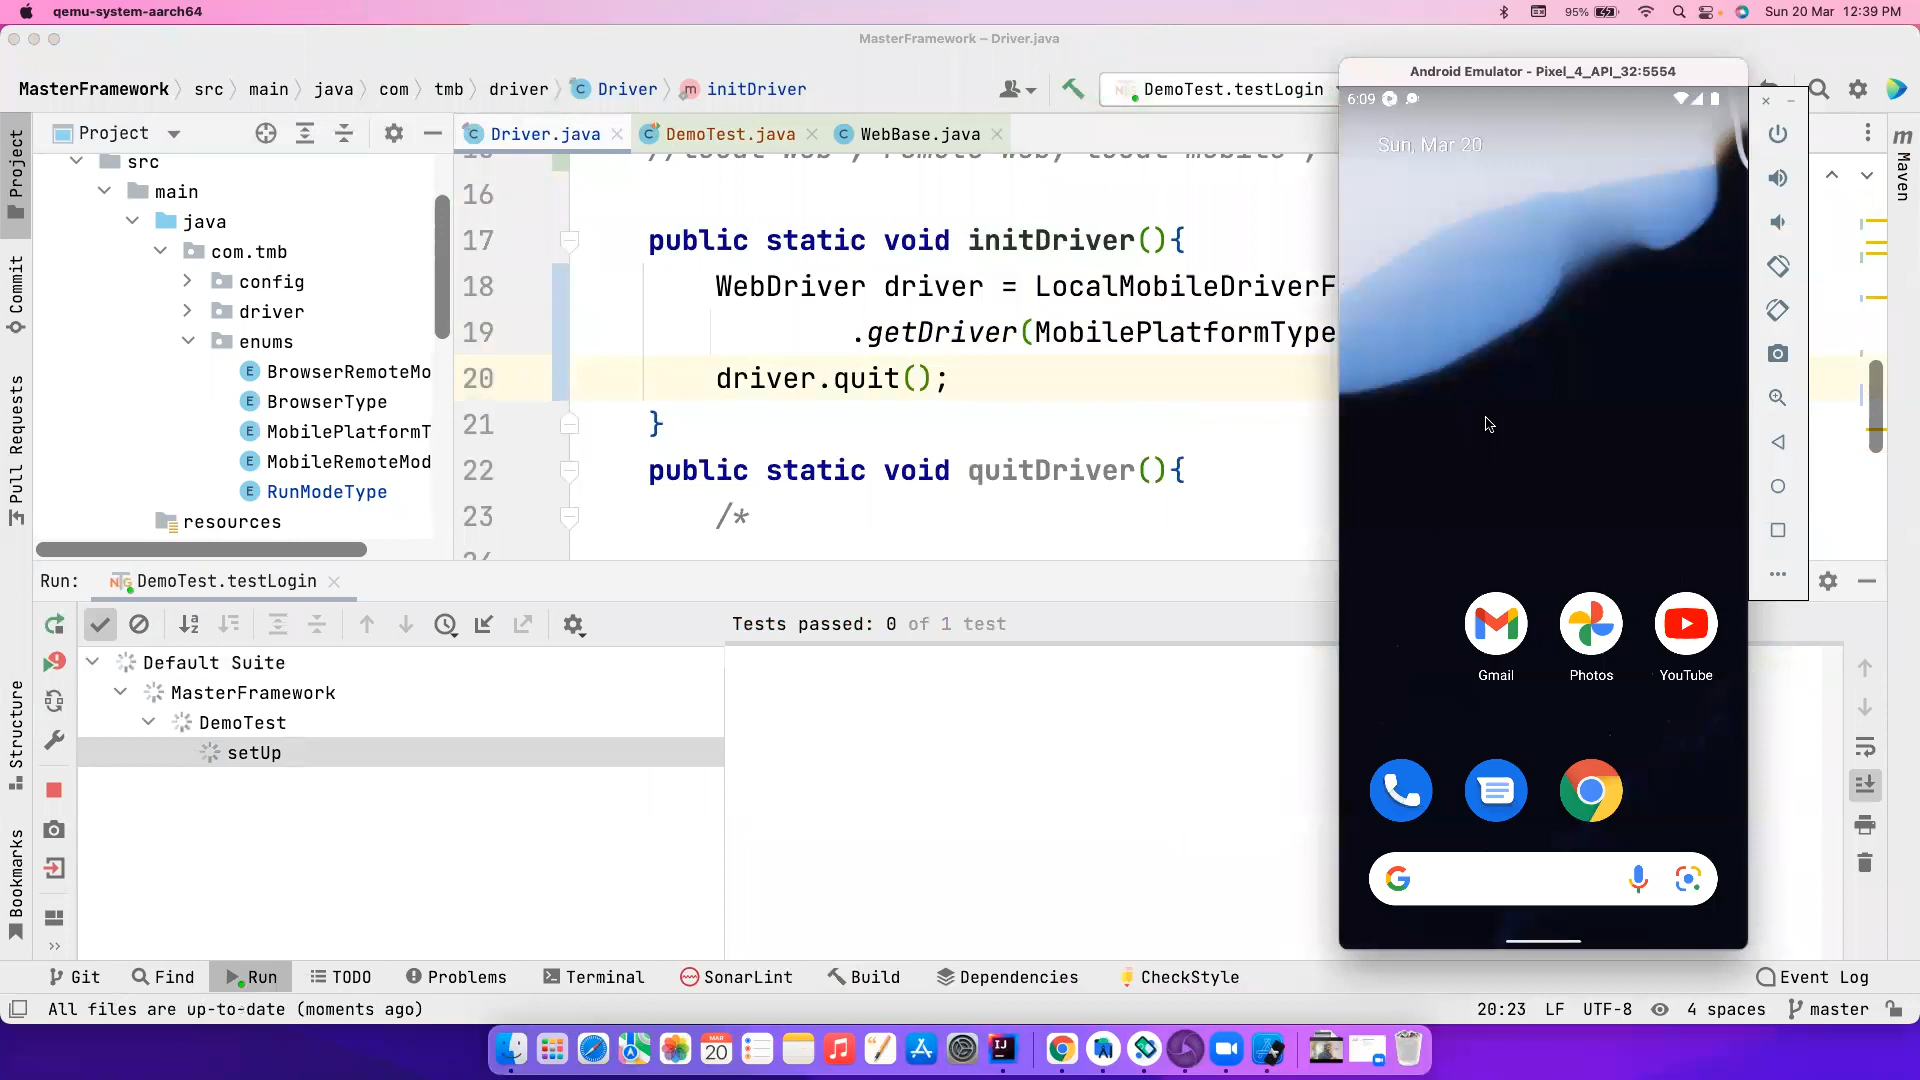 qemu-system-aarch64
95%
Sun 20 Mar 12:39 PM
MasterFramework – Driver.java
MasterFramework
src
main
java
com
tmb
driver
Driver
initDriver
DemoTest.testLogin
Project
Driver.java
DemoTest.java
WebBase.java
Project
Commit
Pull Requests
Structure
Bookmarks
Maven
src
main
java
com.tmb
config
driver
enums
BrowserRemoteMo
BrowserType
MobilePlatformT
MobileRemoteMod
RunModeType
resources
16
17 public static void initDriver(){
18 WebDriver driver = LocalMobileDriverF
19 .getDriver(MobilePlatformType
20 driver.quit();
21 }
22 public static void quitDriver(){
23 /*
Android Emulator - Pixel_4_API_32:5554
6:09
Sun, Mar 20
Gmail
Photos
YouTube
Run:
DemoTest.testLogin
Tests passed: 0 of 1 test
Default Suite
MasterFramework
DemoTest
setUp
Git
Find
Run
TODO
Problems
Terminal
SonarLint
Build
Dependencies
CheckStyle
Event Log
All files are up-to-date (moments ago)
20:23
LF
UTF-8
4 spaces
master
MAR
20
IJ